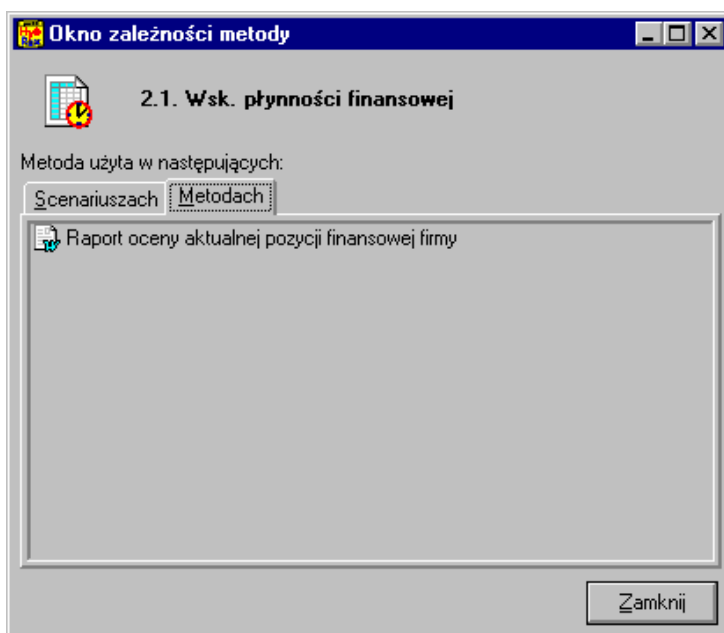 Okno zależności metody
2.1. Wsk. płynności finansowej
Metoda użyta w następujących:
Scenariuszach Metodach
Raport oceny aktualnej pozycji finansowej firmy
Zamknij